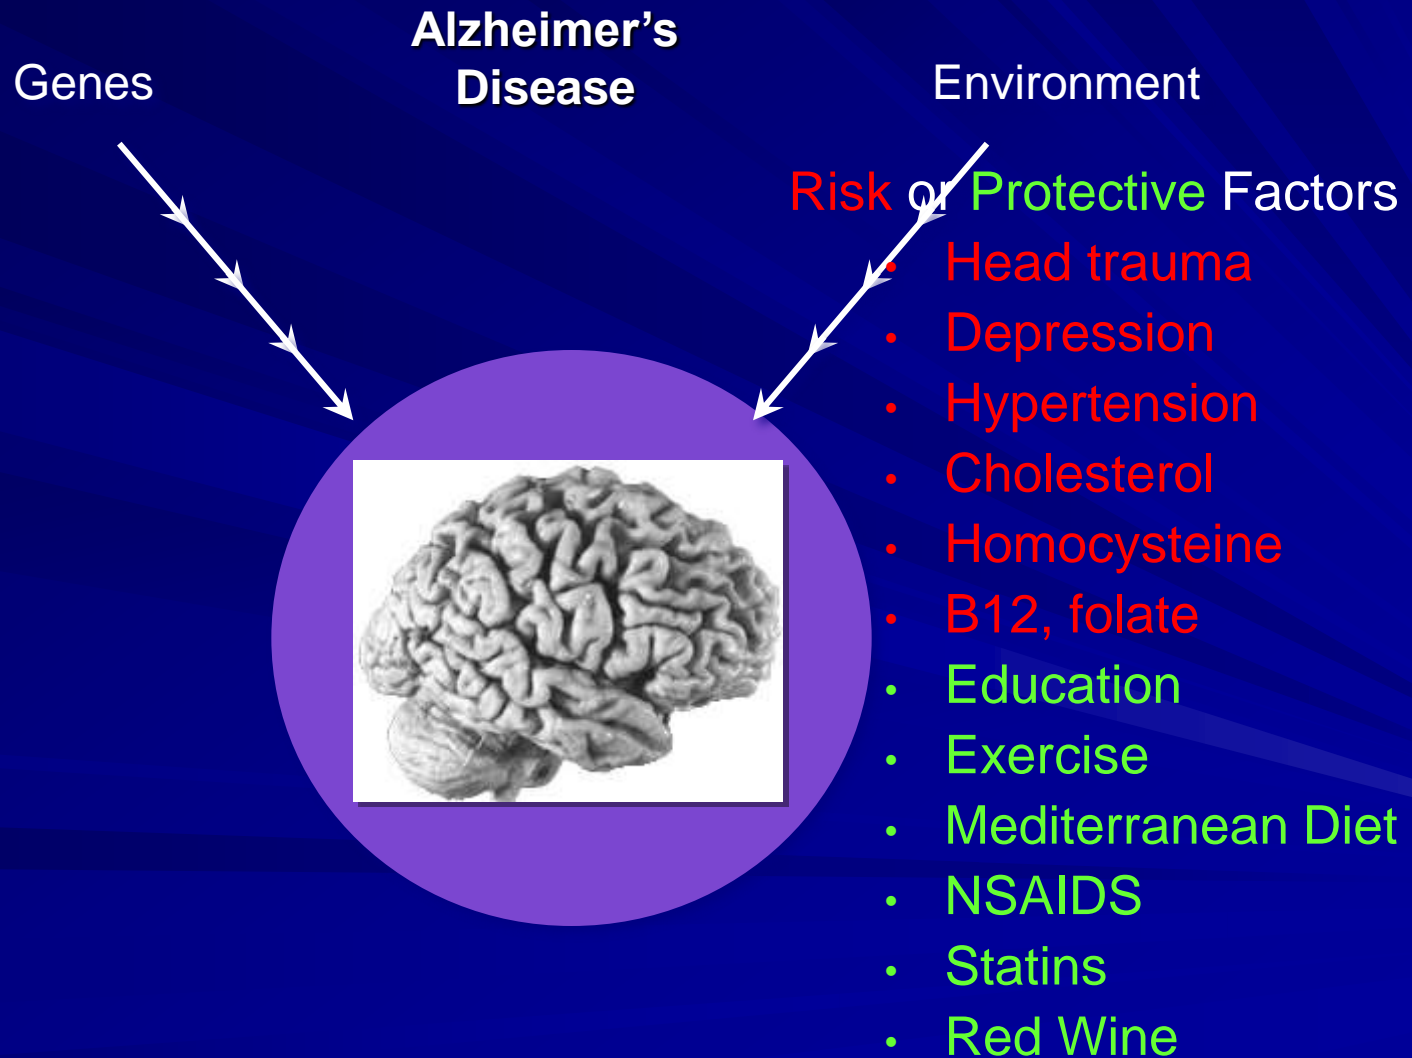 Alzheimer’s
Disease
Genes
Environment
Risk or Protective Factors
• Head trauma
• Depression
• Hypertension
• Cholesterol
• Homocysteine
• B12, folate
• Education
• Exercise
• Mediterranean Diet
• NSAIDS
• Statins
• Red Wine